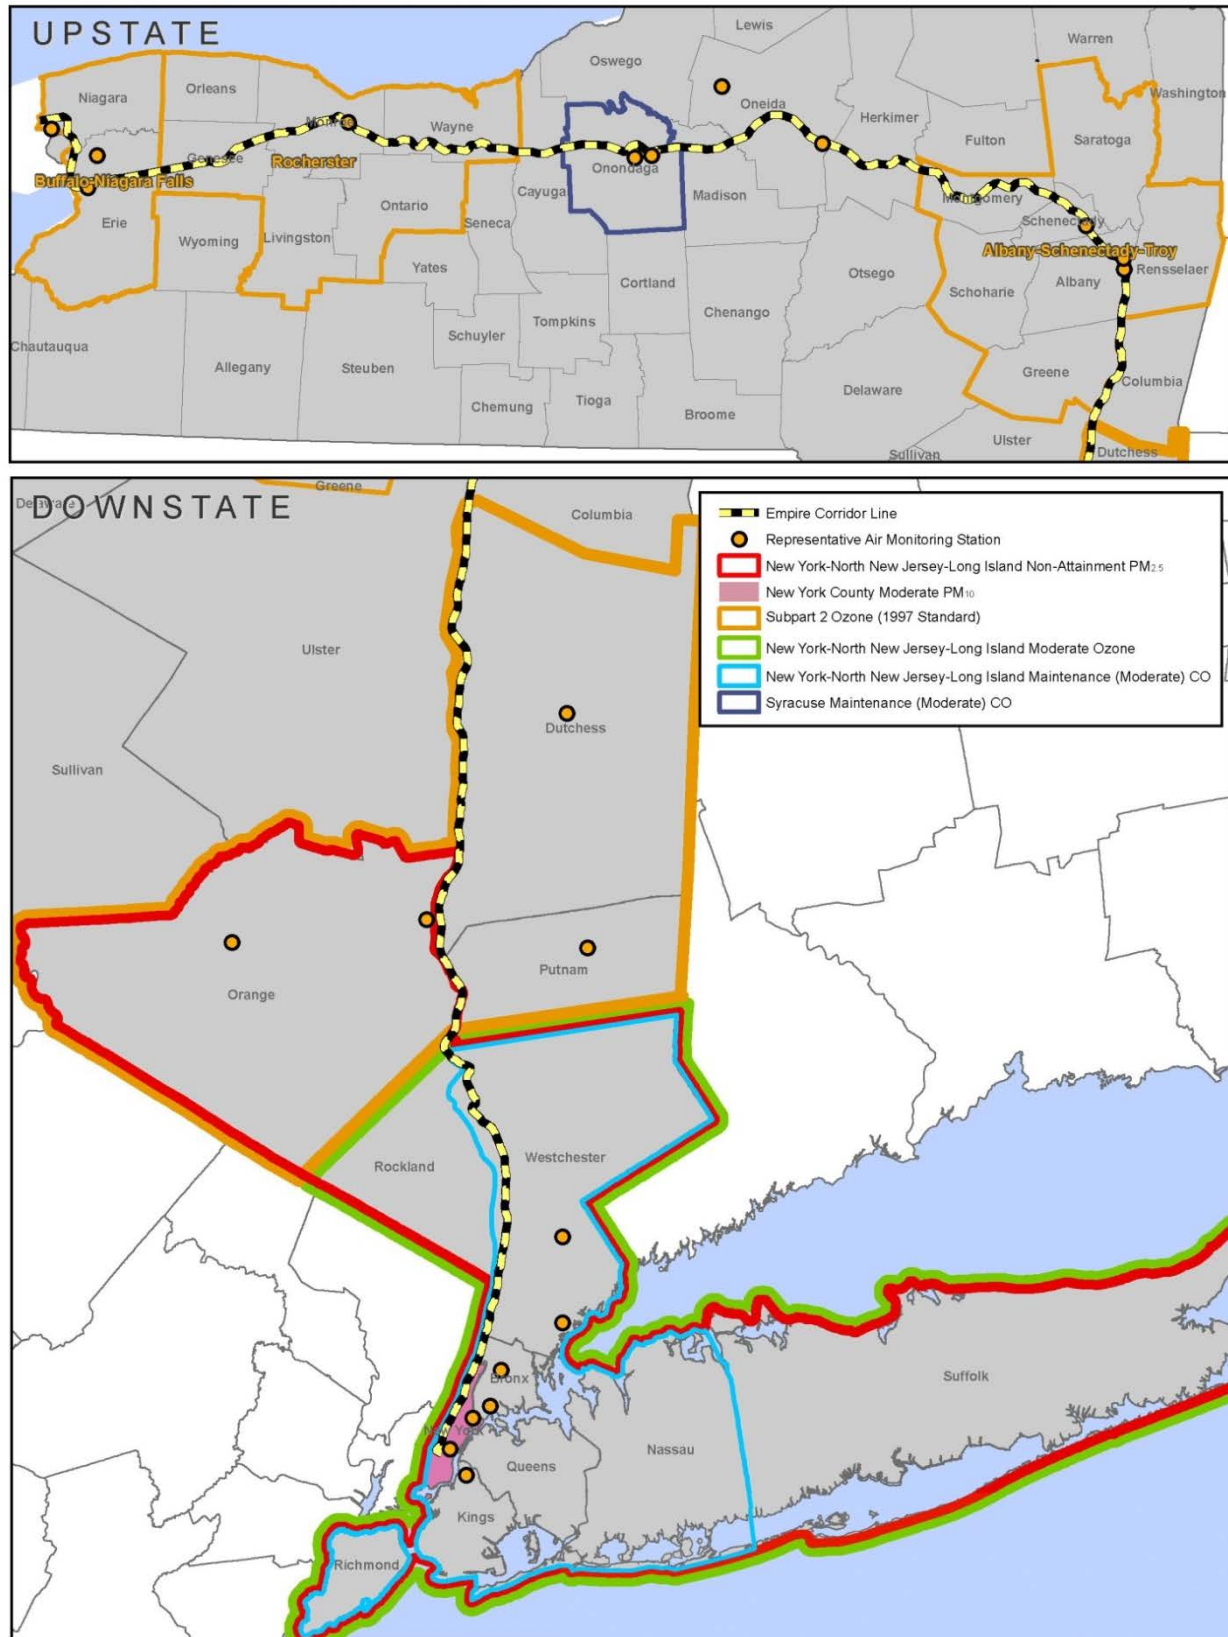 UPSTATE
Lewis
Warren
Oswego
Niagara
Orleans
Washington
Oneida
Herkimer
Monroe
Wayne
Fulton
Saratoga
Genesee
Rocherster
Onondaga
Buffalo-Niagara Falls
Cayuga
Madison
Montgomery
Ontario
Erie
Seneca
Schenectady
Wyoming
Livingston
Albany-Schenectady-Troy
Yates
Otsego
Rensselaer
Cortland
Schoharie
Albany
Chenango
Tompkins
Schuyler
Chautauqua
Allegany
Steuben
Greene
Columbia
Delaware
Chemung
Tioga
Broome
Ulster
Sullivan
Dutchess
DOWNSTATE
Greene
Delaware
Columbia
Empire Corridor Line
Representative Air Monitoring Station
New York-North New Jersey-Long Island Non-Attainment PM2.5
New York County Moderate PM10
Subpart 2 Ozone (1997 Standard)
New York-North New Jersey-Long Island Moderate Ozone
New York-North New Jersey-Long Island Maintenance (Moderate) CO
Syracuse Maintenance (Moderate) CO
Ulster
Dutchess
Sullivan
Putnam
Orange
Westchester
Rockland
Bronx
Suffolk
New York
Nassau
Queens
Kings
Richmond